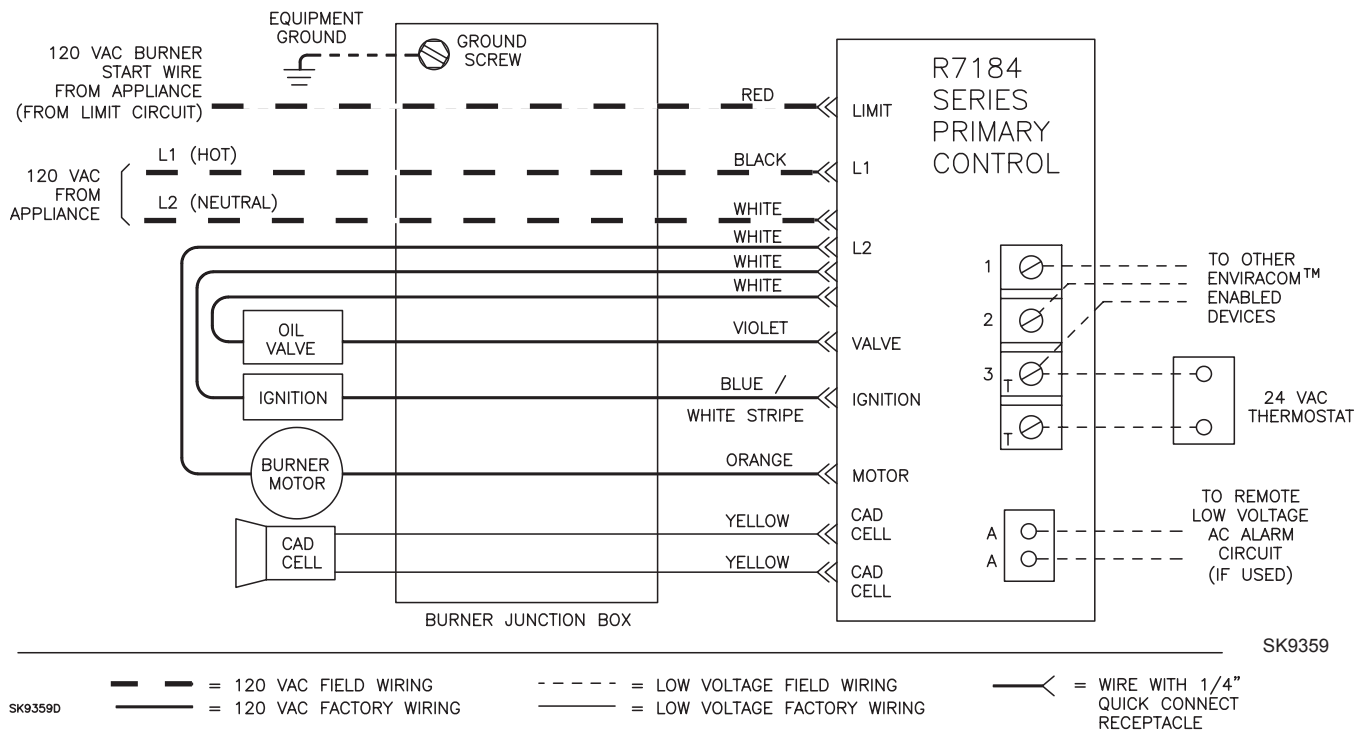 EQUIPMENT
GROUND
GROUND
SCREW
120 VAC BURNER
START WIRE
FROM APPLIANCE
(FROM LIMIT CIRCUIT)
RED
LIMIT
R7184
SERIES
PRIMARY
CONTROL
L1 (HOT)
BLACK
L1
120 VAC
FROM
APPLIANCE
L2 (NEUTRAL)
WHITE
WHITE
L2
WHITE
WHITE
OIL
VALVE
VIOLET
VALVE
IGNITION
BLUE /
WHITE STRIPE
IGNITION
BURNER
MOTOR
ORANGE
MOTOR
CAD
CELL
YELLOW
CAD
CELL
YELLOW
CAD
CELL
1
2
3
T
T
TO OTHER
ENVIRACOM™
ENABLED
DEVICES
24 VAC
THERMOSTAT
A
A
TO REMOTE
LOW VOLTAGE
AC ALARM
CIRCUIT
(IF USED)
BURNER JUNCTION BOX
SK9359
= 120 VAC FIELD WIRING
= 120 VAC FACTORY WIRING
= LOW VOLTAGE FIELD WIRING
= LOW VOLTAGE FACTORY WIRING
= WIRE WITH 1/4”
QUICK CONNECT
RECEPTACLE
SK9359D